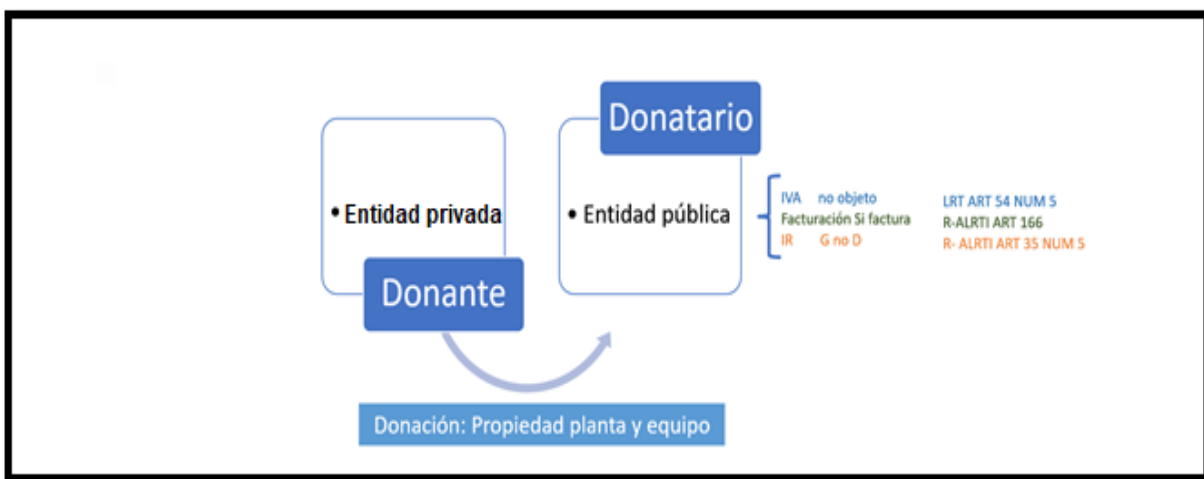 Donatario
• Entidad privada
• Entidad pública
Donante
IVA no objeto LRT ART 54 NUM 5
Facturación Si factura R-ALRTI ART 166
IR G no D R- ALRTI ART 35 NUM 5
Donación: Propiedad planta y equipo